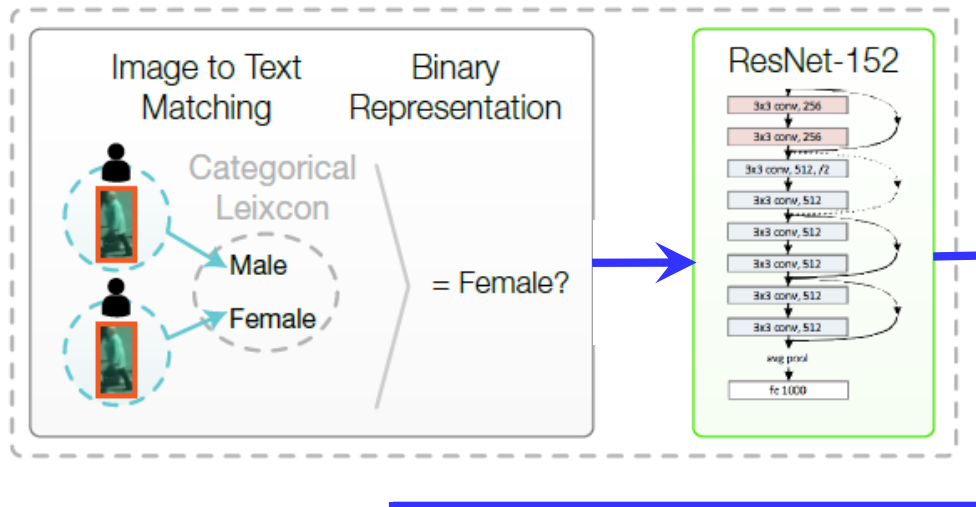 Image to Text
Matching
Binary
Representation
Categorical
Leixcon
Male
Female
= Female?
ResNet-152
3x3 conv, 256
3x3 conv, 256
3x3 conv, 512, /2
3x3 conv, 512
3x3 conv, 512
3x3 conv, 512
3x3 conv, 512
3x3 conv, 512
avg pool
fc 1000